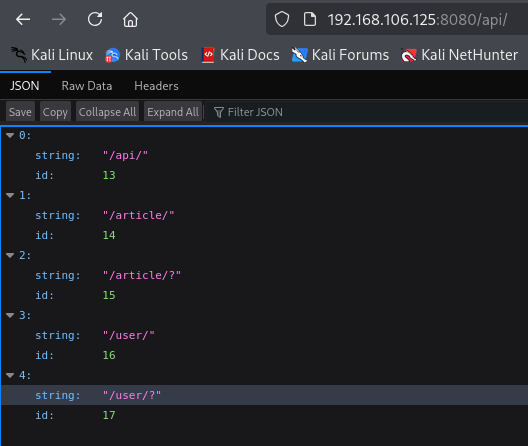 192.168.106.125:8080/api/
Kali Linux Kali Tools Kali Docs Kali Forums Kali NetHunter
JSON Raw Data Headers
Save Copy Collapse All Expand All Filter JSON
0:
string: "/api/"
id: 13
1:
string: "/article/"
id: 14
2:
string: "/article/?"
id: 15
3:
string: "/user/"
id: 16
4:
string: "/user/?"
id: 17